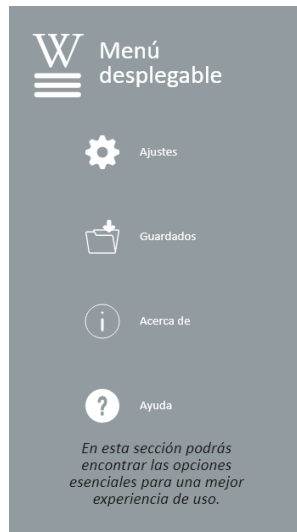 W Menú
desplegable
Ajustes
Guardados
i Acerca de
? Ayuda
En esta sección podrás
encontrar las opciones
esenciales para una mejor
experiencia de uso.